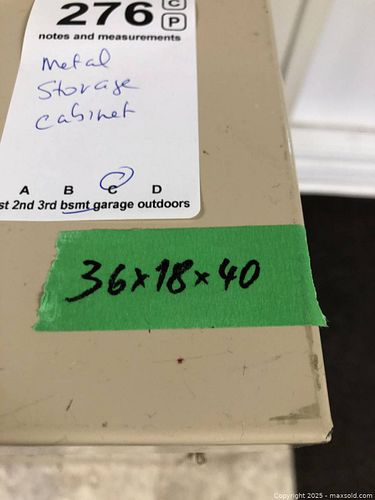 276 C
P
notes and measurements
Metal
Storage
Cabinet
A B C D
st 2nd 3rd bsmt garage outdoors
36x18x40
Copyright 2025 - maxsold.com